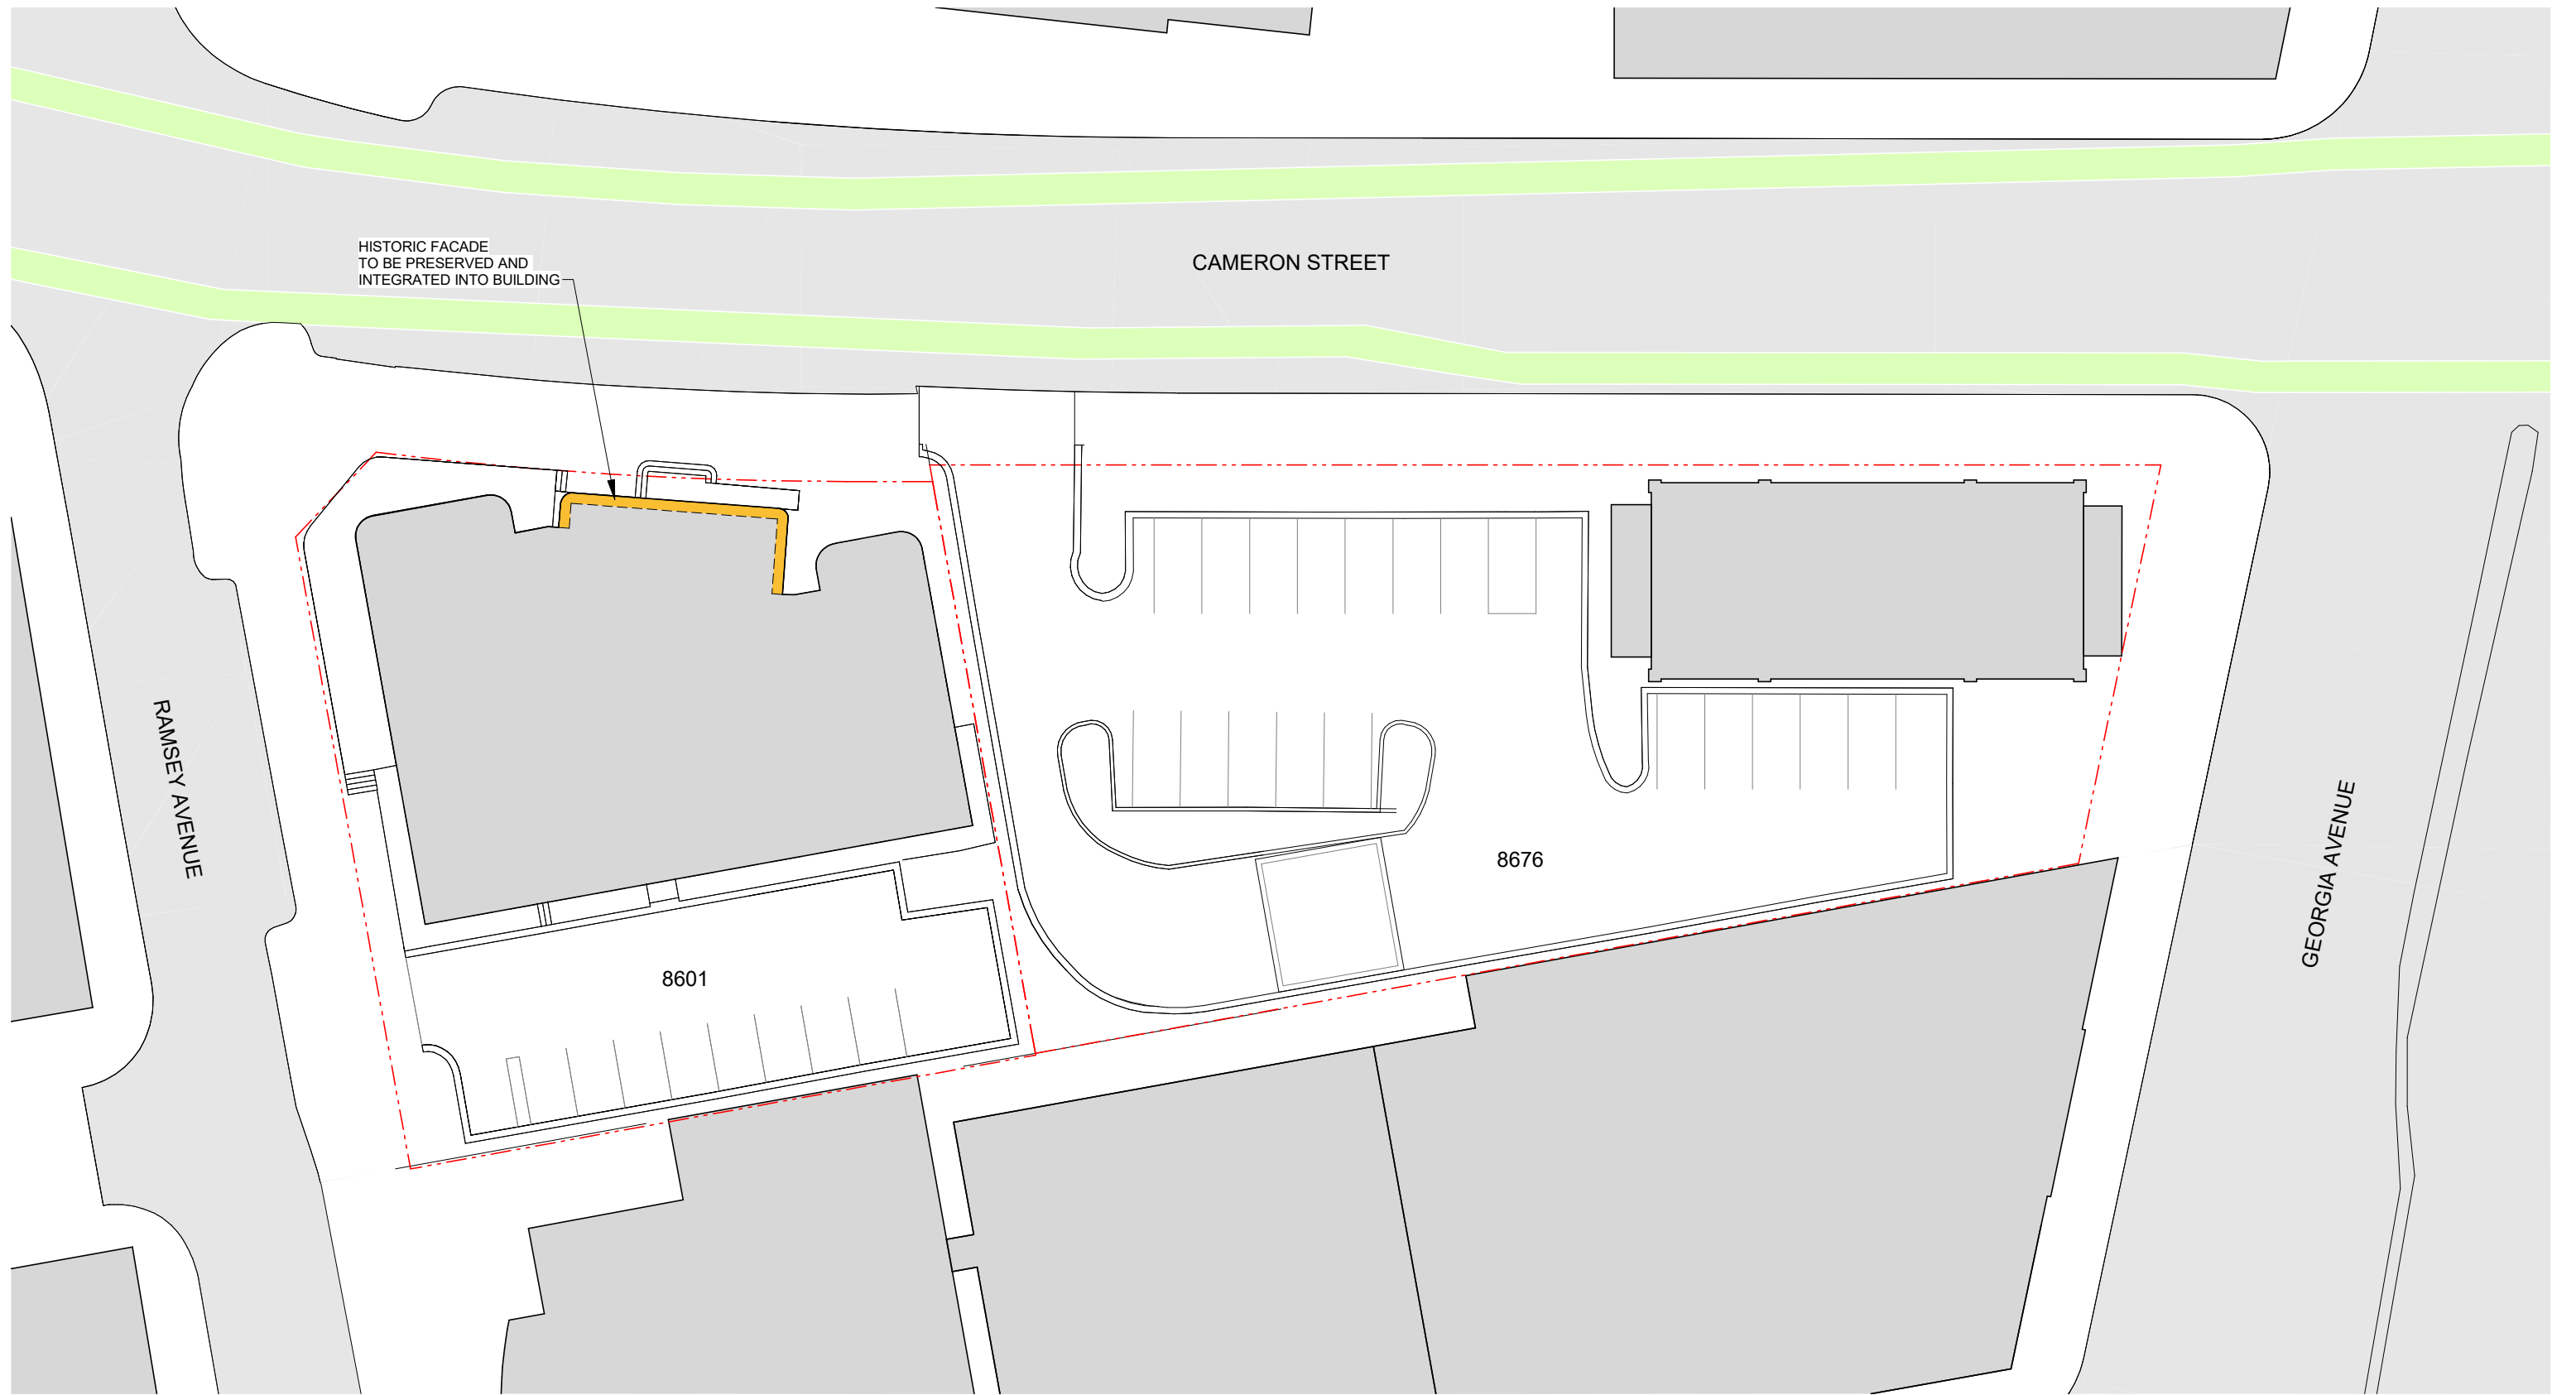 HISTORIC FACADE
TO BE PRESERVED AND
INTEGRATED INTO BUILDING
CAMERON STREET
RAMSEY AVENUE
GEORGIA AVENUE
8676
8601